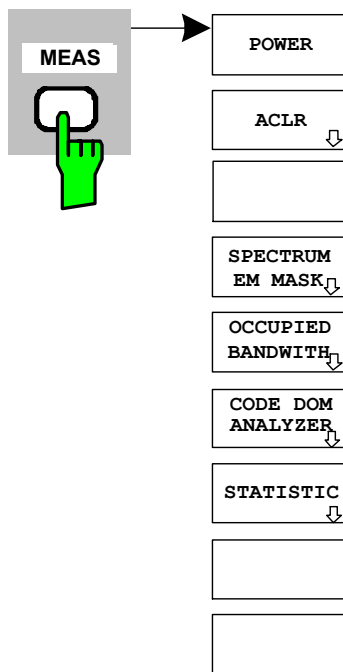 MEAS
POWER
ACLR
SPECTRUM
EM MASK
OCCUPIED
BANDWITH
CODE DOM
ANALYZER
STATISTIC